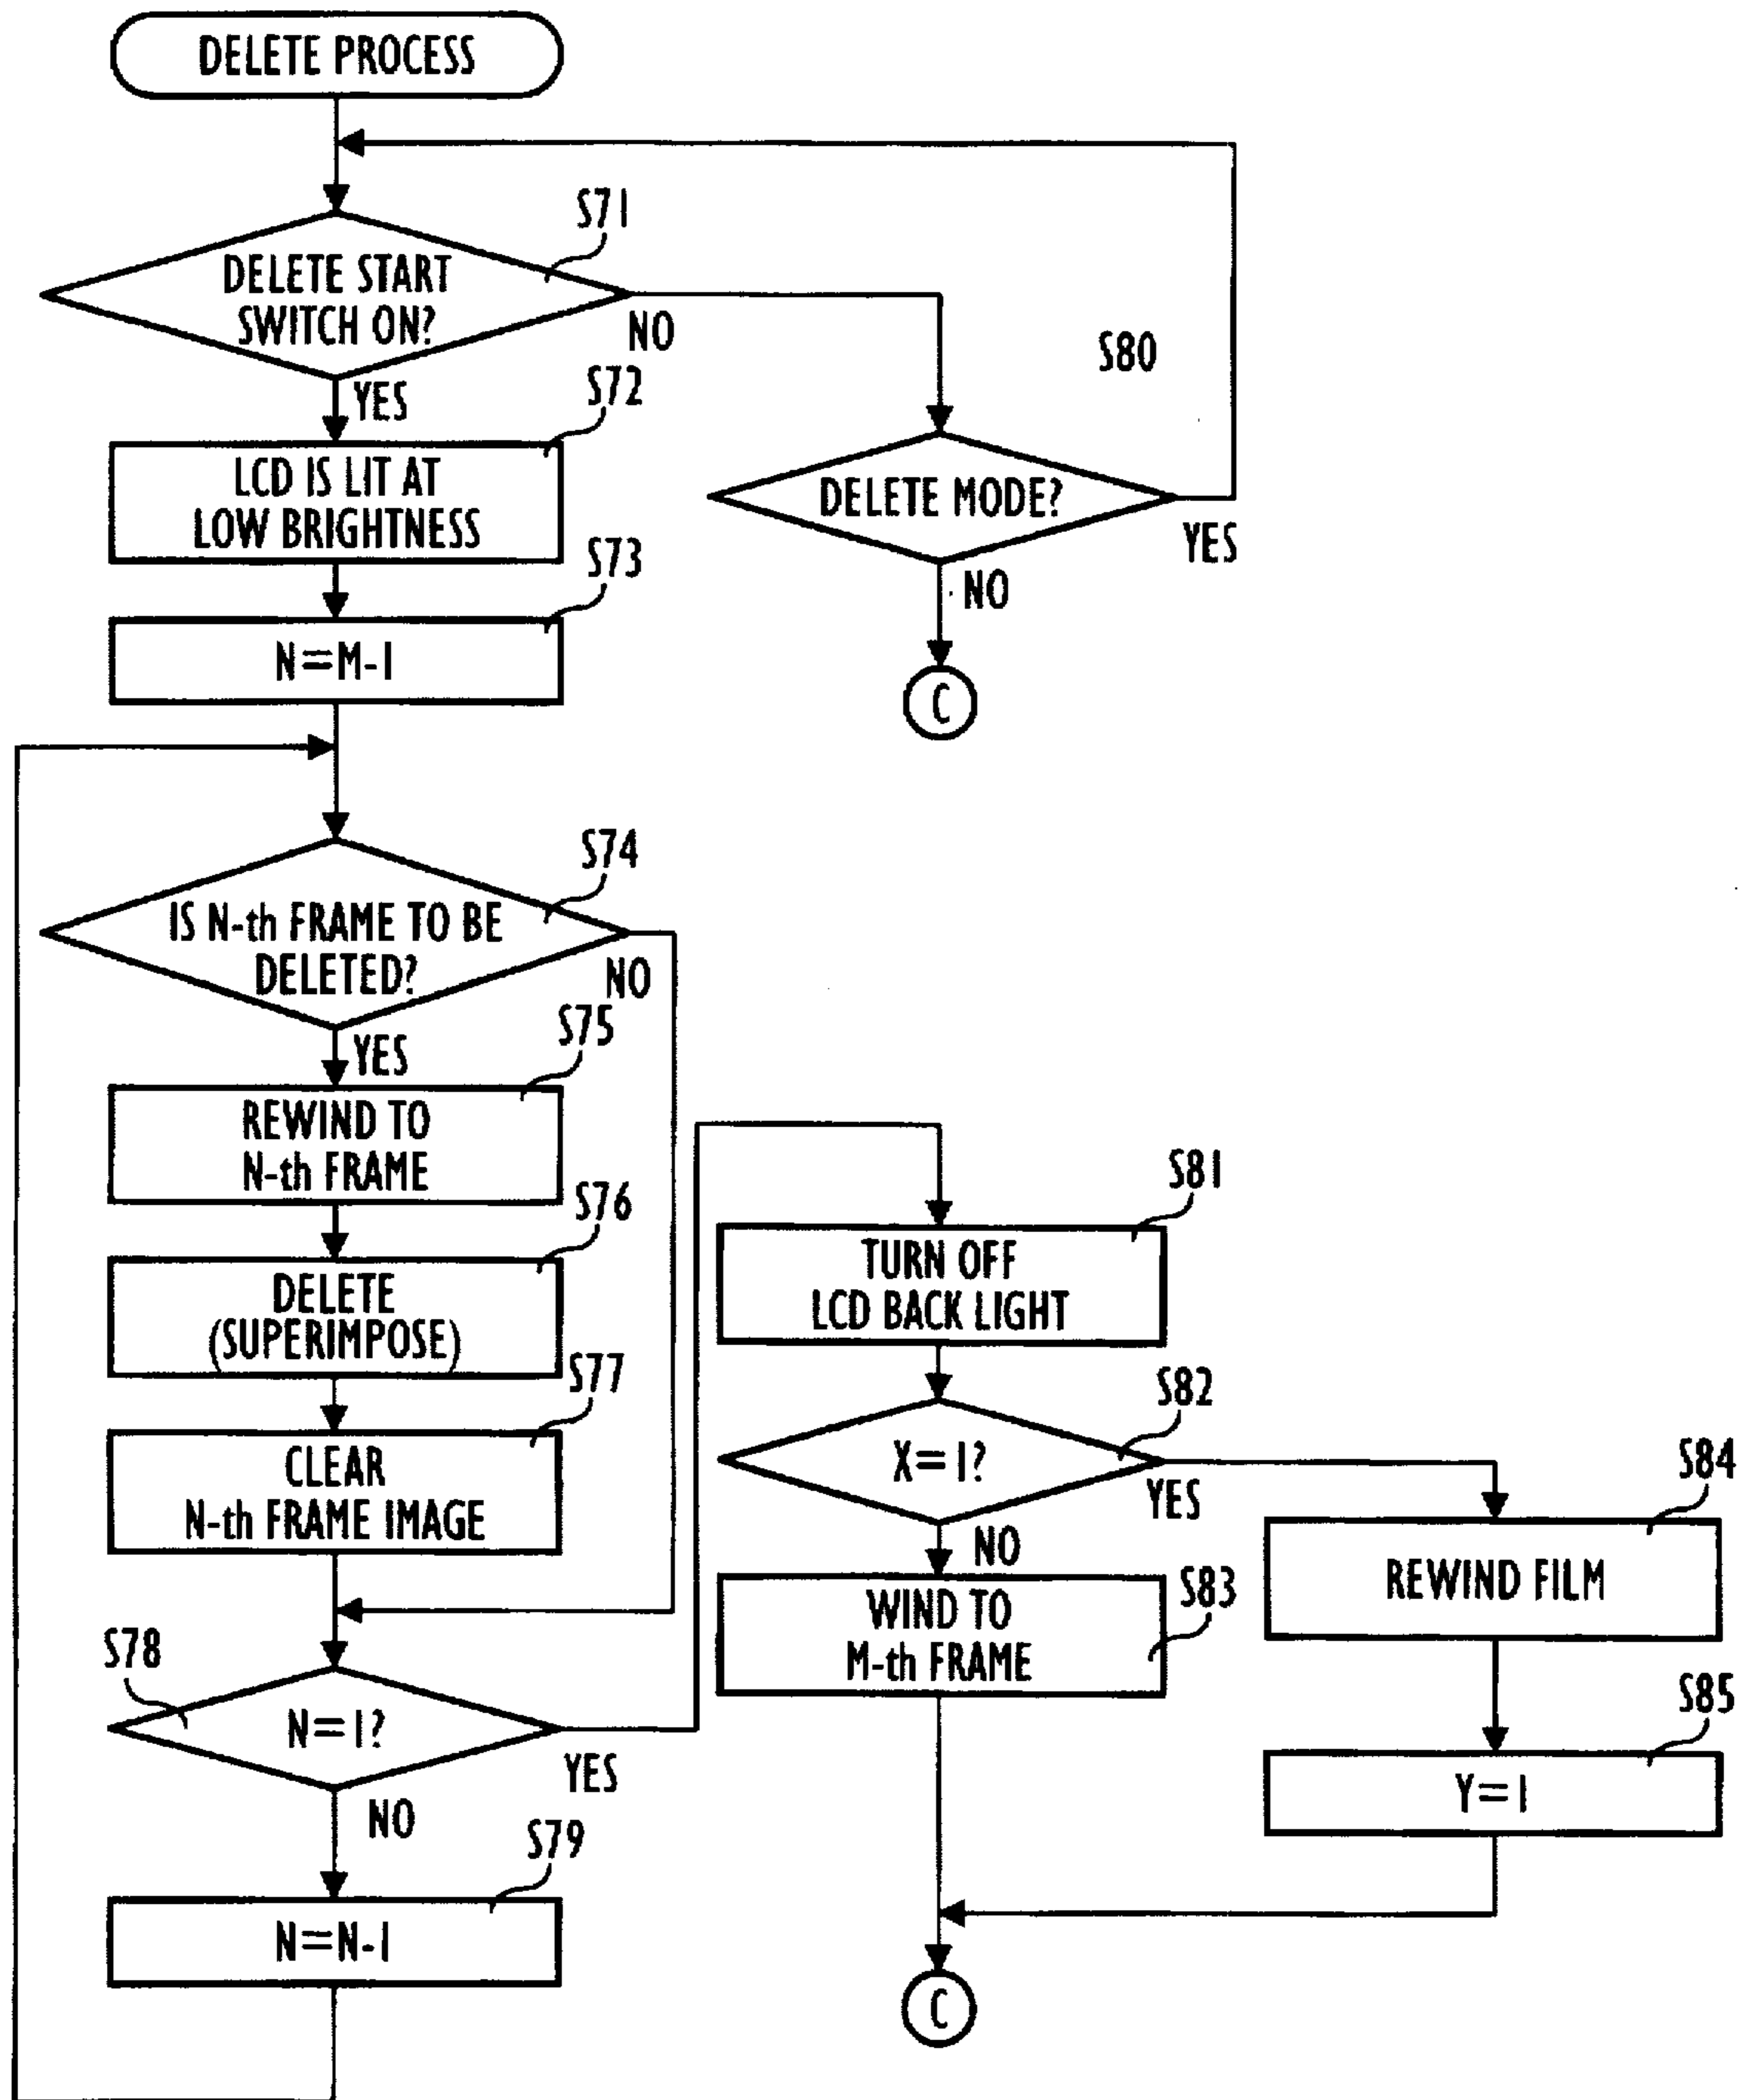 DELETE PROCESS
S71
DELETE START
SWITCH ON?
NO
YES
S80
DELETE MODE?
YES
NO
C
S72
LCD IS LIT AT
LOW BRIGHTNESS
S73
N=M-1
S74
IS N-th FRAME TO BE
DELETED?
NO
YES
S75
REWIND TO
N-th FRAME
S76
DELETE
(SUPERIMPOSE)
S77
CLEAR
N-th FRAME IMAGE
S78
N=1?
YES
NO
S79
N=N-1
S81
TURN OFF
LCD BACK LIGHT
S82
X=1?
YES
NO
S83
WIND TO
M-th FRAME
S84
REWIND FILM
S85
Y=1
C